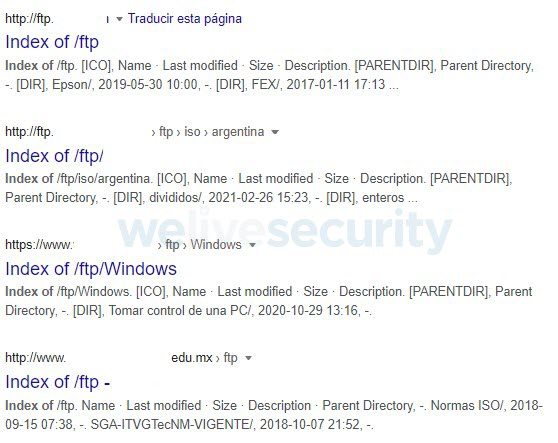 http://ftp. ▾ Traducir esta página
Index of /ftp
Index of /ftp. [ICO], Name · Last modified · Size · Description. [PARENTDIR], Parent Directory,
-. [DIR], Epson/, 2019-05-30 10:00, -. [DIR], FEX/, 2017-01-11 17:13 ...
http://ftp. › ftp › iso › argentina ▾
Index of /ftp/
Index of /ftp/iso/argentina. [ICO], Name · Last modified · Size · Description. [PARENTDIR],
Parent Directory, -. [DIR], divididos/, 2021-02-26 15:23, -. [DIR], enteros ...
welivesecurity
https://www. › ftp › Windows ▾
Index of /ftp/Windows
Index of /ftp/Windows. [ICO], Name · Last modified · Size · Description. [PARENTDIR], Parent
Directory, -. [DIR], Tomar control de una PC/, 2020-10-29 13:16, -.
http://www. edu.mx › ftp ▾
Index of /ftp -
Index of /ftp. Name · Last modified · Size · Description · Parent Directory, -. Normas ISO/, 2018-
09-15 07:38, -. SGA-ITVGTecNM-VIGENTE/, 2018-10-07 21:52, -.